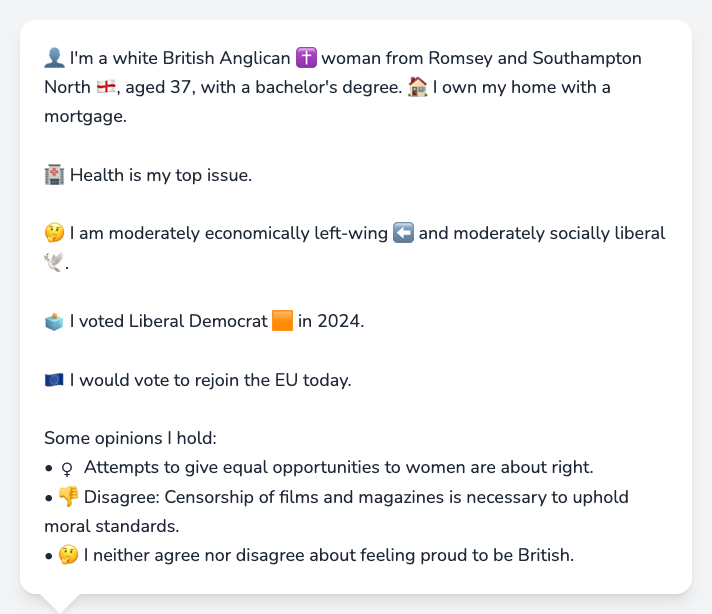 👤 I'm a white British Anglican ✝️ woman from Romsey and Southampton
North 🏴󠁧󠁢󠁥󠁮󠁧󠁿, aged 37, with a bachelor's degree. 🏠 I own my home with a
mortgage.
🏥 Health is my top issue.
🤔 I am moderately economically left-wing ⬅️ and moderately socially liberal
🕊️.
🗳️ I voted Liberal Democrat 🟧 in 2024.
🇪🇺 I would vote to rejoin the EU today.
Some opinions I hold:
• ♀ Attempts to give equal opportunities to women are about right.
• 👎 Disagree: Censorship of films and magazines is necessary to uphold
moral standards.
• 🤔 I neither agree nor disagree about feeling proud to be British.